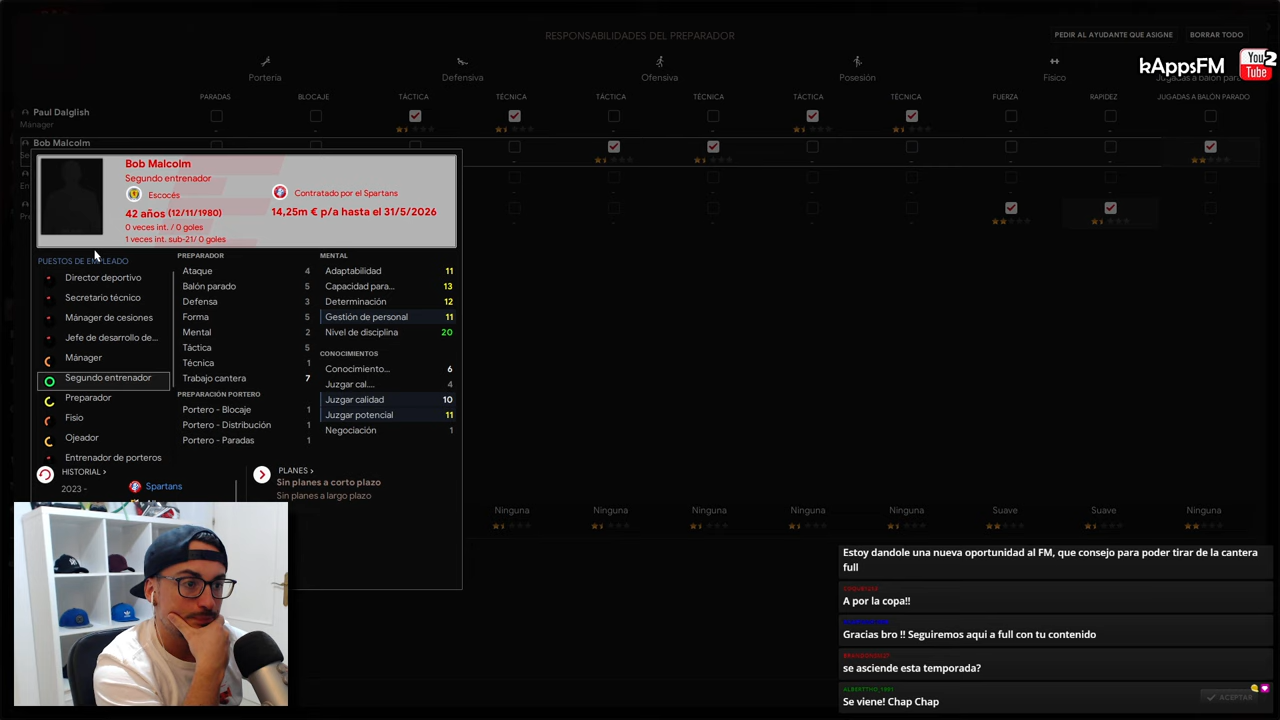 RESPONSABILIDADES DEL PREPARADOR
PEDIR AL AYUDANTE QUE ASIGNE
BORRAR TODO
kAppsFM
You
Tube
Portería
Defensiva
Ofensiva
Posesión
Físico
PARADAS
BLOCAJE
TÁCTICA
TÉCNICA
TÁCTICA
TÉCNICA
TÁCTICA
TÉCNICA
FUERZA
RAPIDEZ
JUGADAS A BALÓN PARADO
Paul Dalglish
Manager
Bob Malcolm
Bob Malcolm
Segundo entrenador
Escocés
Contratado por el Spartans
42 años (12/11/1980)
14,25m € p/a hasta el 31/5/2026
0 veces int. / 0 goles
1 veces int. sub-21/ 0 goles
PUESTOS DE EMPLEADO
Director deportivo
Secretario técnico
Mánager de cesiones
Jefe de desarrollo de...
Mánager
Segundo entrenador
Preparador
Fisio
Ojeador
Entrenador de porteros
PREPARADOR
Ataque 4
Balón parado 5
Defensa 3
Forma 5
Mental 2
Táctica 5
Técnica 1
Trabajo cantera 7
PREPARACIÓN PORTERO
Portero - Blocaje 1
Portero - Distribución 1
Portero - Paradas 1
MENTAL
Adaptabilidad 11
Capacidad para... 13
Determinación 12
Gestión de personal 11
Nivel de disciplina 20
CONOCIMIENTOS
Conocimiento... 6
Juzgar cal.... 4
Juzgar calidad 10
Juzgar potencial 11
Negociación 1
HISTORIAL >
2023 -
Spartans
PLANES >
Sin planes a corto plazo
Sin planes a largo plazo
Ninguna
Ninguna
Ninguna
Ninguna
Ninguna
Suave
Suave
Ninguna
Estoy dandole una nueva oportunidad al FM, que consejo para poder tirar de la cantera
full
A por la copa!!
Gracias bro !! Seguiremos aqui a full con tu contenido
se asciende esta temporada?
Se viene! Chap Chap
ACEPTAR